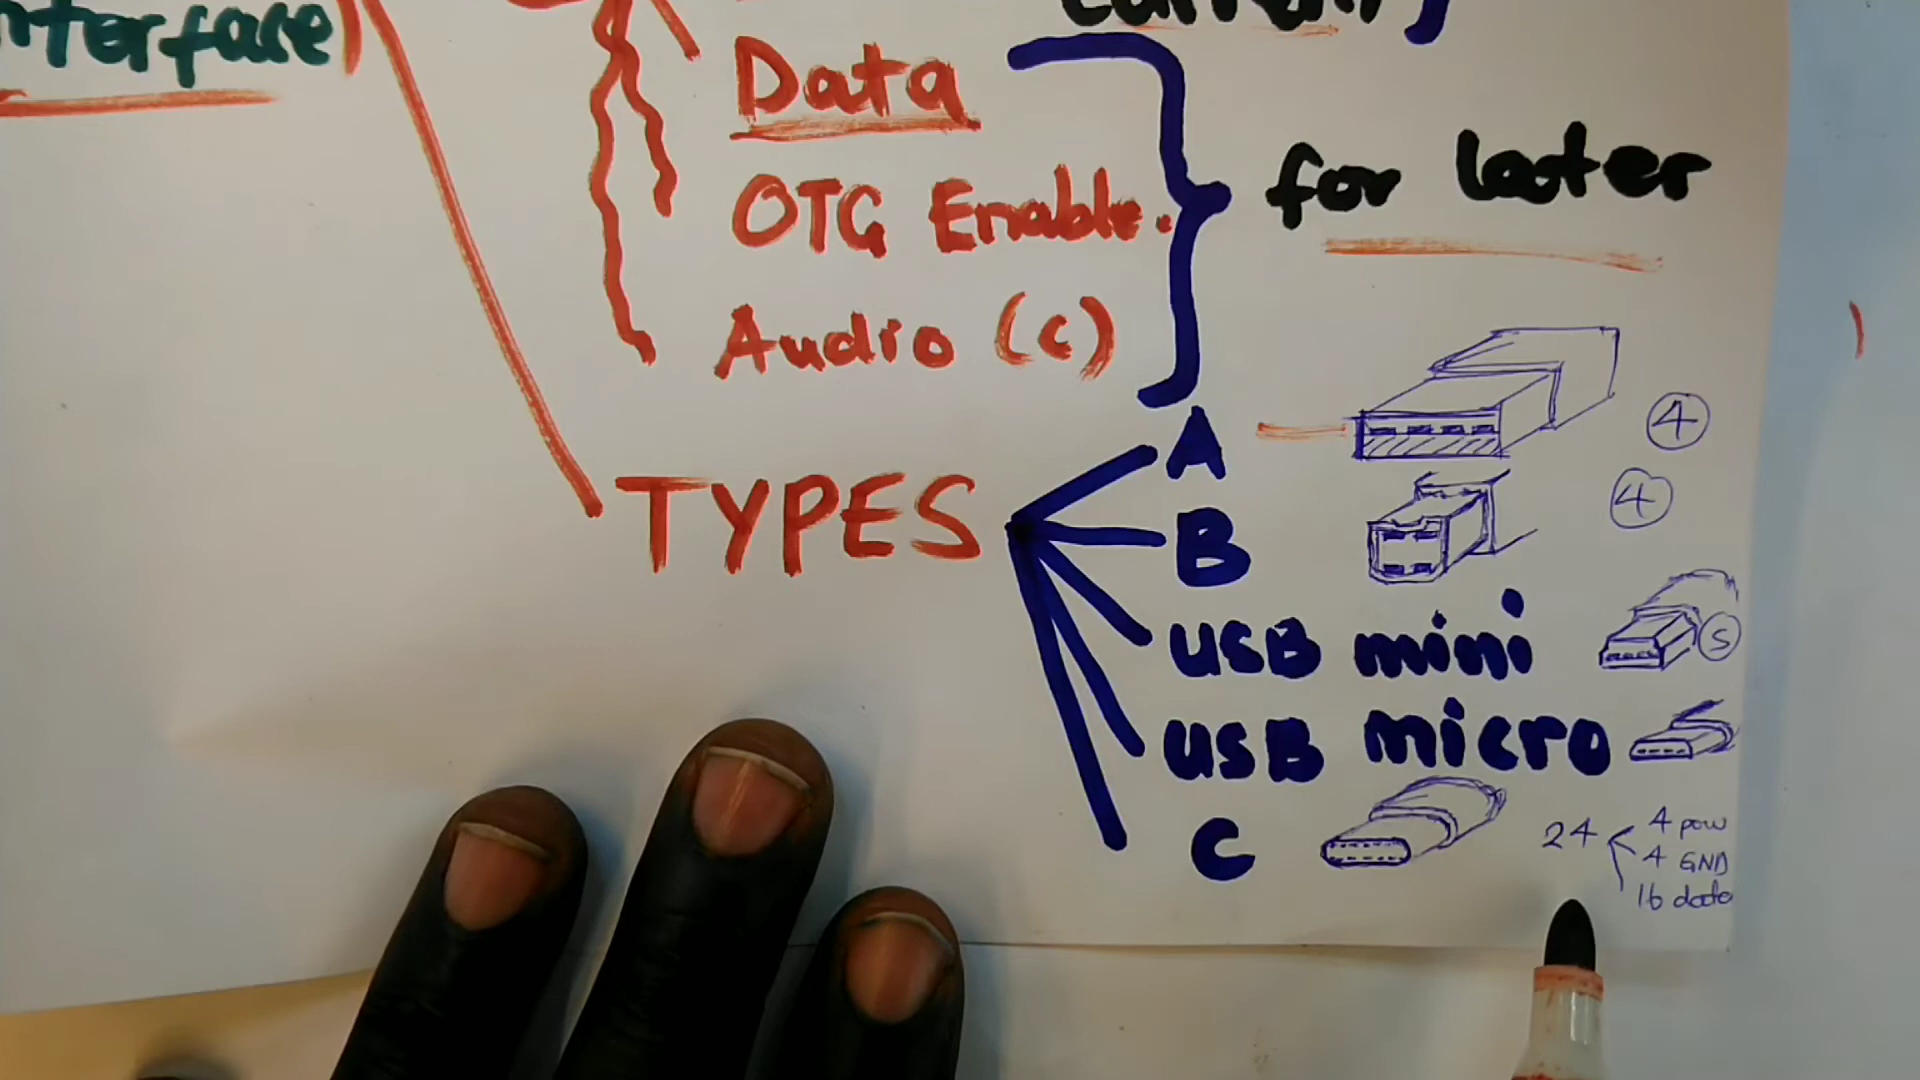 nterface
current
Data
OTG Enable.
Audio (c)
for later
TYPES
A
4
B
4
USB mini
5
USB micro
C
24
4 pow
4 GND
16 data